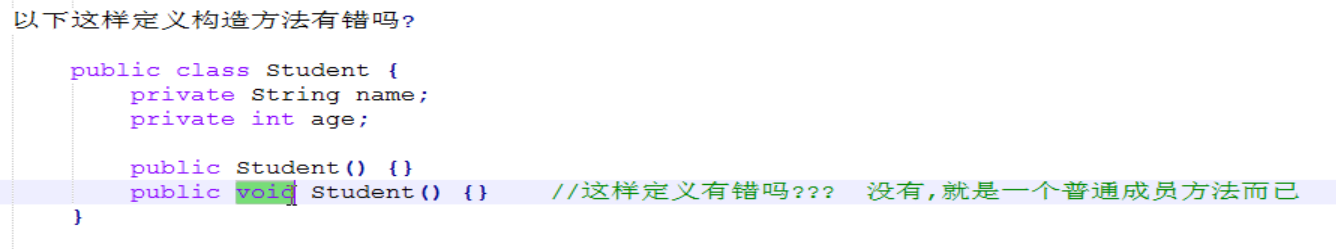 以下这样定义构造方法有错吗?
public class Student {
private String name;
private int age;
public Student() {}
public void Student() {} //这样定义有错吗??? 没有,就是一个普通成员方法而已
}